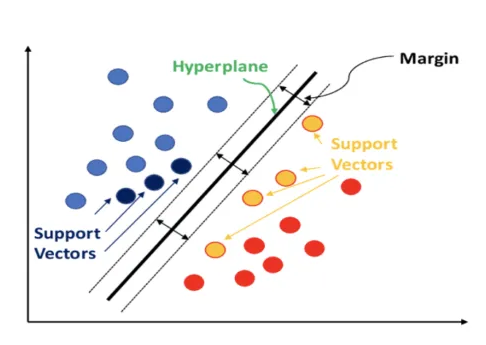 Hyperplane
Margin
Support
Vectors
Support
Vectors